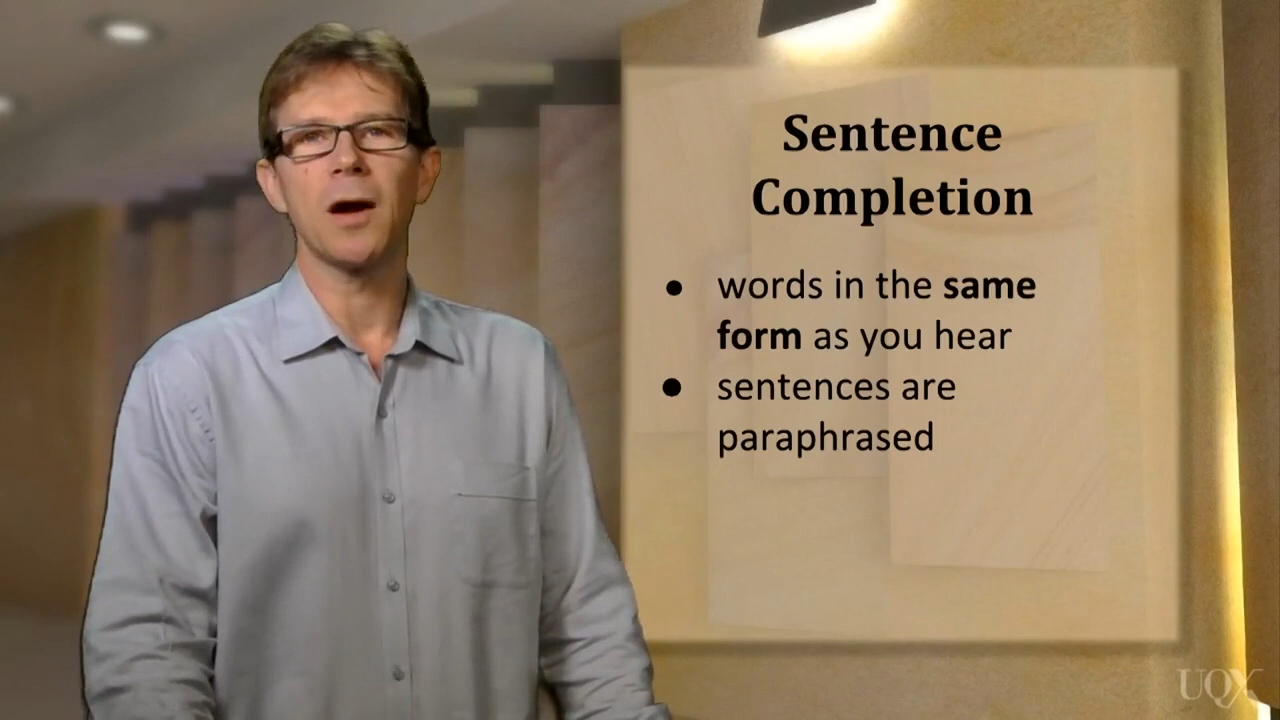 Sentence
Completion
● words in the same
form as you hear
● sentences are
paraphrased
UQX